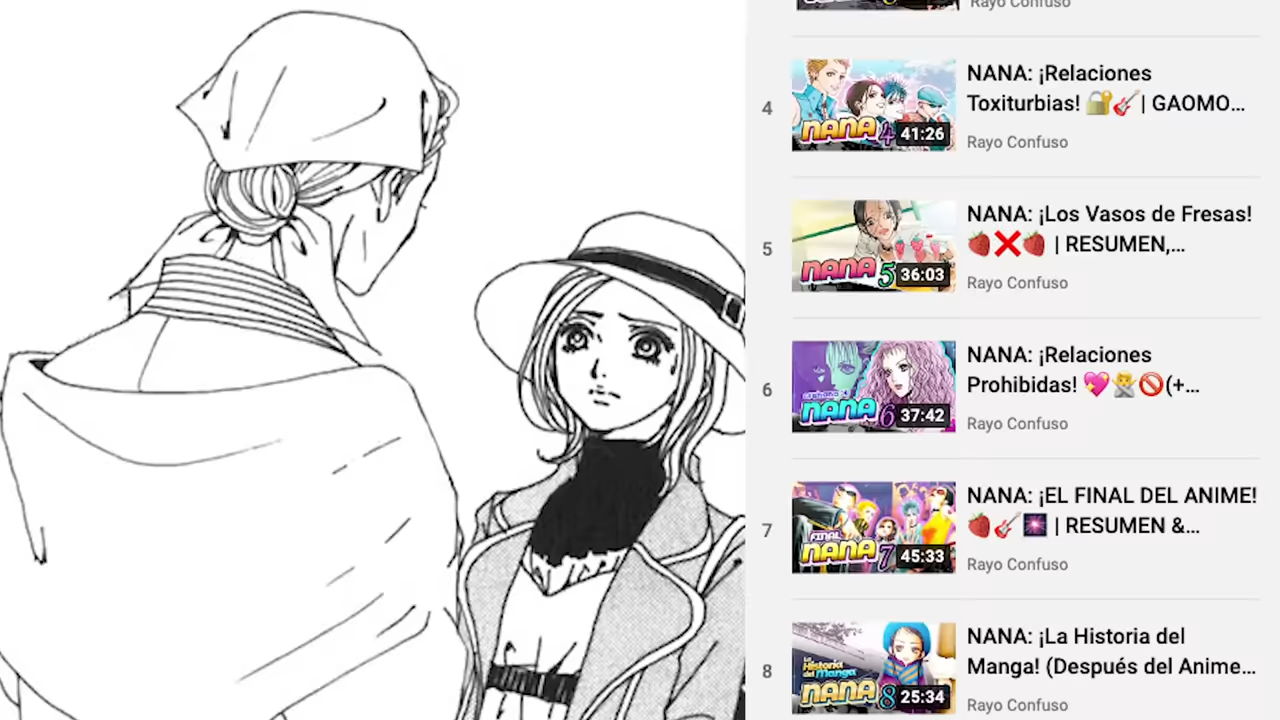 Rayo Confuso
4
NANA 4
41:26
NANA: ¡Relaciones
Toxiturbias! 🔐🎸| GAOMO...
Rayo Confuso
5
NANA 5
36:03
NANA: ¡Los Vasos de Fresas!
🍓❌🍓 | RESUMEN,...
Rayo Confuso
6
NANA 6
37:42
NANA: ¡Relaciones
Prohibidas! 💖🙅‍♂️🚫(+...
Rayo Confuso
7
FINAL
NANA 7
45:33
NANA: ¡EL FINAL DEL ANIME!
🍓🎸🎆 | RESUMEN &...
Rayo Confuso
8
La
Historia
del Manga
NANA 8
25:34
NANA: ¡La Historia del
Manga! (Después del Anime...
Rayo Confuso